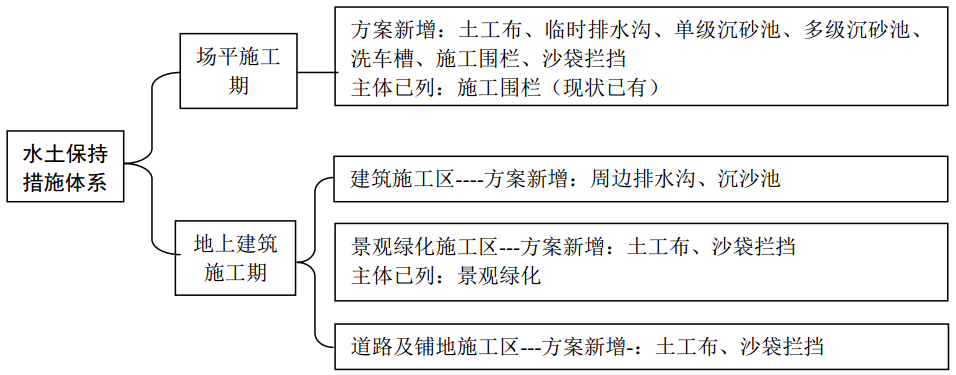 水土保持
措施体系
场平施工
期
方案新增：土工布、临时排水沟、单级沉砂池、多级沉砂池、
洗车槽、施工围栏、沙袋拦挡
主体已列：施工围栏（现状已有）
地上建筑
施工期
建筑施工区----方案新增：周边排水沟、沉沙池
景观绿化施工区---方案新增：土工布、沙袋拦挡
主体已列：景观绿化
道路及铺地施工区---方案新增-：土工布、沙袋拦挡